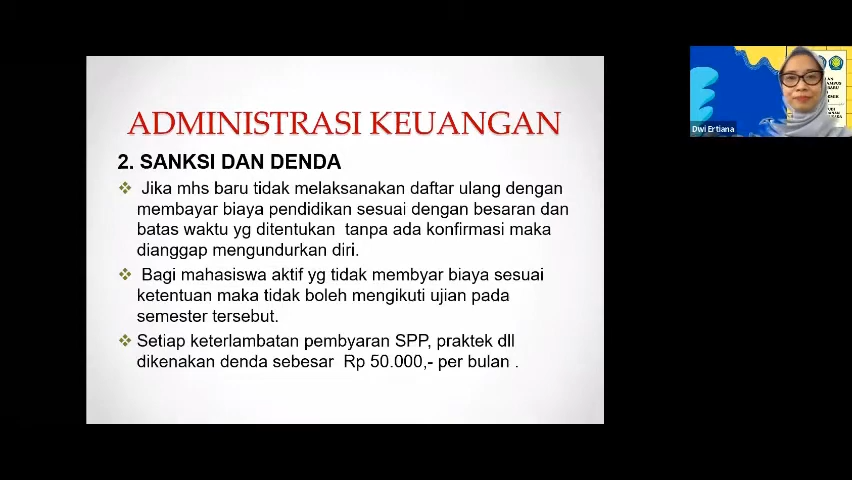 ADMINISTRASI KEUANGAN
2. SANKSI DAN DENDA
Jika mhs baru tidak melaksanakan daftar ulang dengan
membayar biaya pendidikan sesuai dengan besaran dan
batas waktu yg ditentukan tanpa ada konfirmasi maka
dianggap mengundurkan diri.
Bagi mahasiswa aktif yg tidak membyar biaya sesuai
ketentuan maka tidak boleh mengikuti ujian pada
semester tersebut.
Setiap keterlambatan pembyaran SPP, praktek dll
dikenakan denda sebesar Rp 50.000,- per bulan .
Dwi Ertiana